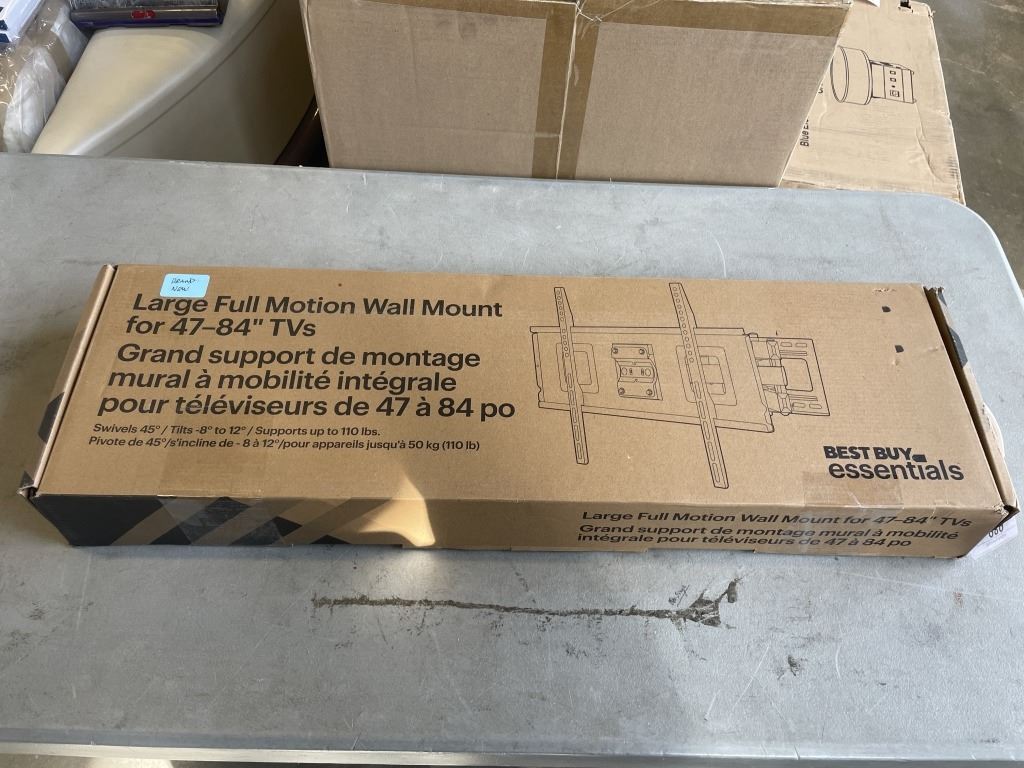 Brand
New
Large Full Motion Wall Mount
for 47–84" TVs
Grand support de montage
mural à mobilité intégrale
pour téléviseurs de 47 à 84 po
Swivels 45° / Tilts -8° to 12° / Supports up to 110 lbs.
Pivote de 45°/s'incline de - 8 à 12°/pour appareils jusqu'à 50 kg (110 lb)
BEST BUY
essentials
Large Full Motion Wall Mount for 47–84" TVs
Grand support de montage mural à mobilité
intégrale pour téléviseurs de 47 à 84 po
Blue